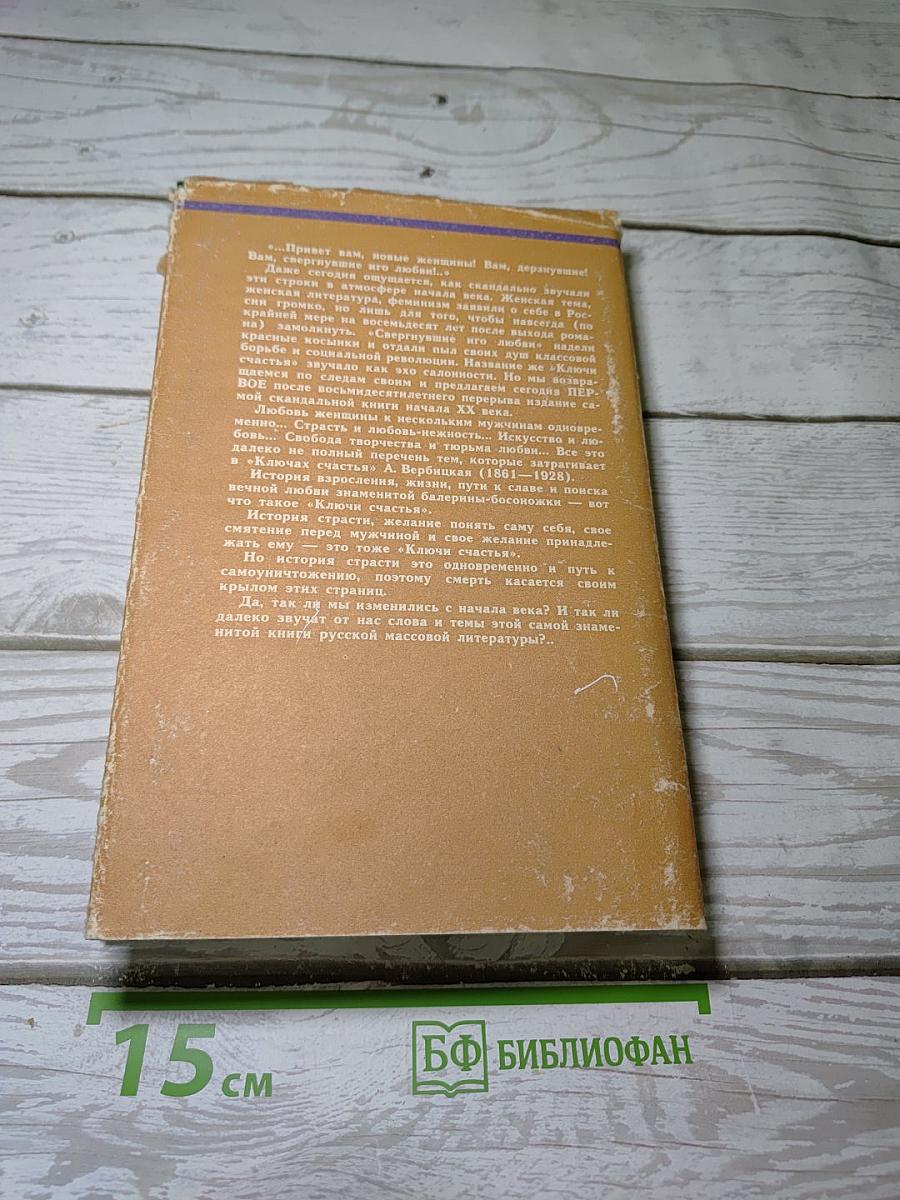 «...Привет вам, новые женщины! Вам, дерзнувшие!
Вам, свергнувшие иго любви!..»
Даже сегодня ощущается, как скандально звучали
эти строки в атмосфере начала века. Женская тема,
женская литература, феминизм заявили о себе в Рос-
сии громко, но лишь для того, чтобы навсегда (по
крайней мере на восемьдесят лет после выхода рома-
на) замолкнуть. «Свергнувшие иго любви» надели
красные косынки и отдали пыл своих душ классовой
борьбе и социальной революции. Название же «Ключи
счастья» звучало как эхо салонности. Но мы возвра-
щаемся по следам своим и предлагаем сегодня ПЕР-
ВОЕ после восьмидесятилетнего перерыва издание са-
мой скандальной книги начала XX века.
Любовь женщины к нескольким мужчинам одновре-
менно... Страсть и любовь-нежность... Искусство и лю-
бовь... Свобода творчества и тюрьма любви... Все это
далеко не полный перечень тем, которые затрагивает
в «Ключах счастья» А. Вербицкая (1861—1928).
История взросления, жизни, пути к славе и поиска
вечной любви знаменитой балерины-босоножки — вот
что такое «Ключи счастья».
История страсти, желание понять саму себя, свое
смятение перед мужчиной и свое желание принадле-
жать ему — это тоже «Ключи счастья».
Но история страсти это одновременно и путь к
самоуничтожению, поэтому смерть касается своим
крылом этих страниц.
Да, так ли мы изменились с начала века? И так ли
далеко звучат от нас слова и темы этой самой знаме-
нитой книги русской массовой литературы?..
15 см
БФ БИБЛИОФАН